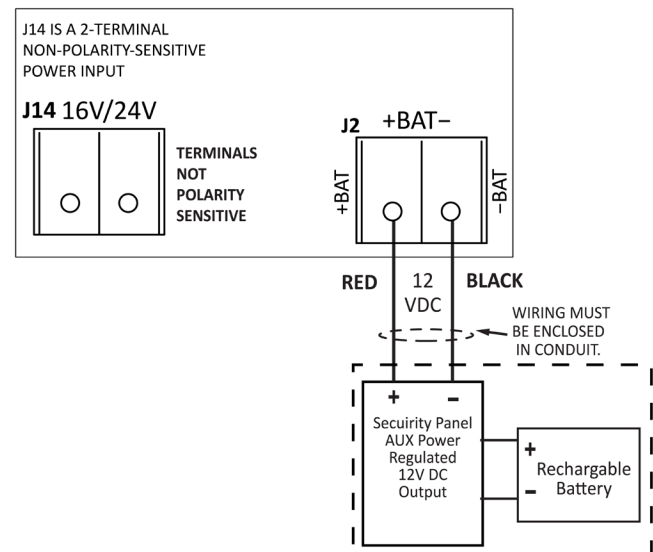 J14 IS A 2-TERMINAL
NON-POLARITY-SENSITIVE
POWER INPUT
J14 16V/24V
TERMINALS
NOT
POLARITY
SENSITIVE
J2 +BAT−
+BAT
−BAT
RED
12
VDC
BLACK
WIRING MUST
BE ENCLOSED
IN CONDUIT.
+ −
Secuirity Panel
AUX Power
Regulated
12V DC
Output
+
−
Rechargable
Battery